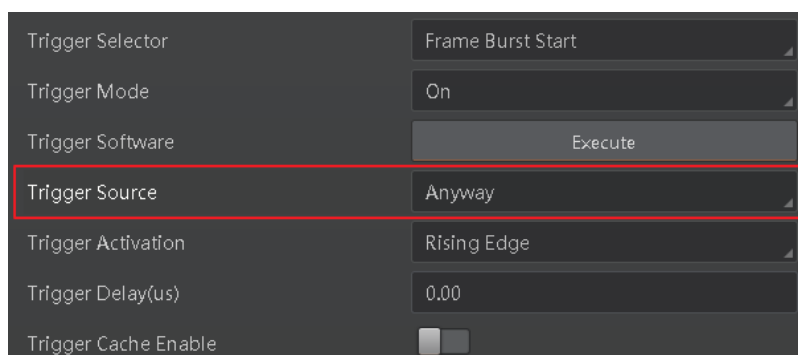 Trigger Selector Frame Burst Start
Trigger Mode On
Trigger Software Execute
Trigger Source Anyway
Trigger Activation Rising Edge
Trigger Delay(us) 0.00
Trigger Cache Enable